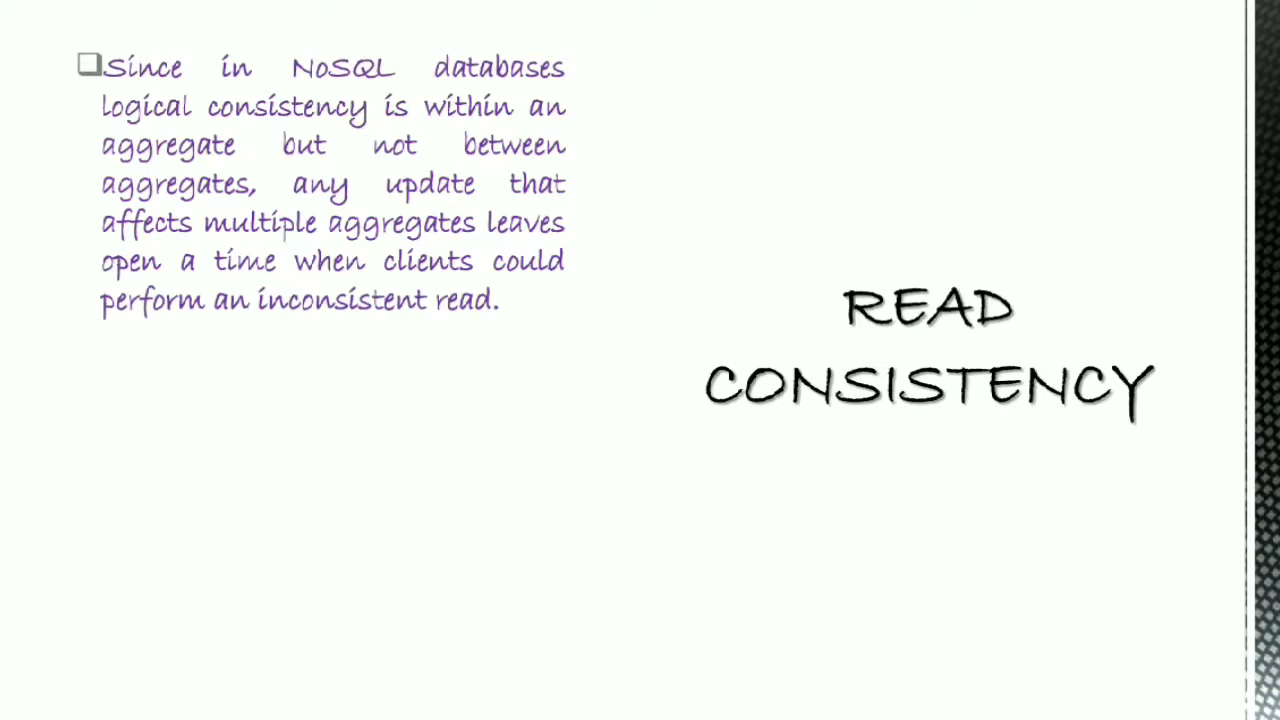 Since in NoSQL databases
logical consistency is within an
aggregate but not between
aggregates, any update that
affects multiple aggregates leaves
open a time when clients could
perform an inconsistent read.
READ
CONSISTENCY